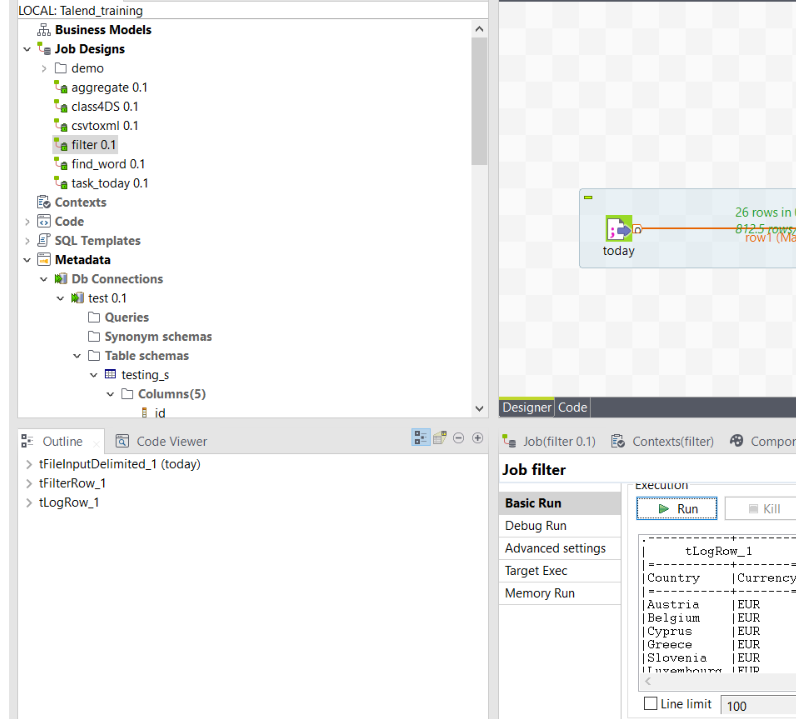 LOCAL: Talend_training
Business Models
Job Designs
demo
aggregate 0.1
class4DS 0.1
csvtoxml 0.1
filter 0.1
find_word 0.1
task_today 0.1
Contexts
Code
SQL Templates
Metadata
Db Connections
test 0.1
Queries
Synonym schemas
Table schemas
testing_s
Columns(5)
id
26 rows in
812.5 rows/
row1 (Ma
today
Designer Code
Outline Code Viewer
tFileInputDelimited_1 (today)
tFilterRow_1
tLogRow_1
Job(filter 0.1) Contexts(filter) Compon
Job filter
Basic Run
Debug Run
Advanced settings
Target Exec
Memory Run
Execution
Run Kill
.-----------+--------
| tLogRow_1
|=----------+-------=
|Country |Currency
|=----------+-------=
|Austria |EUR
|Belgium |EUR
|Cyprus |EUR
|Greece |EUR
|Slovenia |EUR
|Luxembourg |EUR
Line limit 100